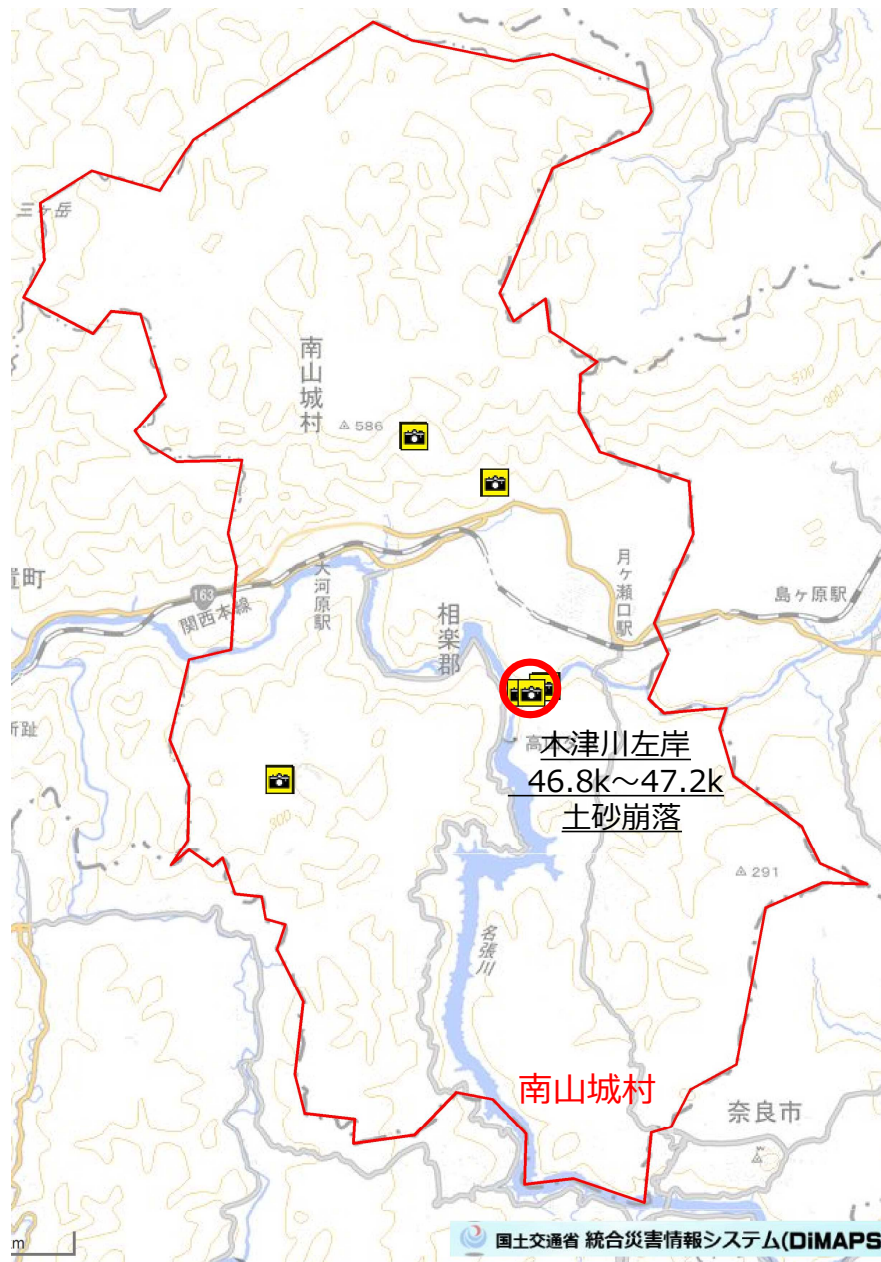 三ヶ岳
南山城村
586
500
300
163
関西本線
大河原駅
月ヶ瀬口駅
島ヶ原駅
相楽郡
木津川左岸
46.8k～47.2k
土砂崩落
300
291
名張川
南山城村
奈良市
m
国土交通省 統合災害情報システム(DiMAPS